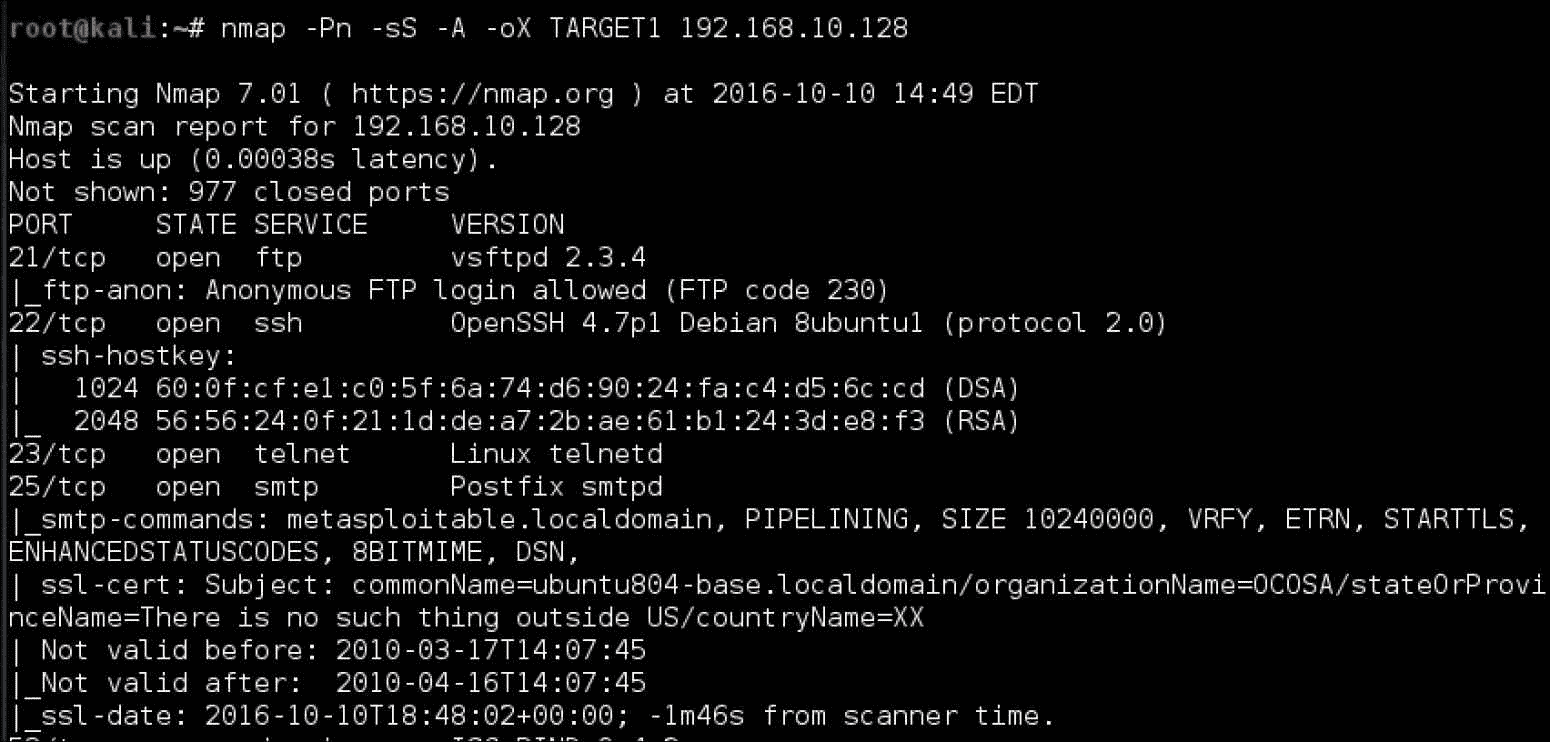 root@kali:~# nmap -Pn -sS -A -oX TARGET1 192.168.10.128
Starting Nmap 7.01 ( https://nmap.org ) at 2016-10-10 14:49 EDT
Nmap scan report for 192.168.10.128
Host is up (0.00038s latency).
Not shown: 977 closed ports
PORT     STATE SERVICE     VERSION
21/tcp   open  ftp         vsftpd 2.3.4
|_ftp-anon: Anonymous FTP login allowed (FTP code 230)
22/tcp   open  ssh         OpenSSH 4.7p1 Debian 8ubuntu1 (protocol 2.0)
| ssh-hostkey:
|   1024 60:0f:cf:e1:c0:5f:6a:74:d6:90:24:fa:c4:d5:6c:cd (DSA)
|_  2048 56:56:24:0f:21:1d:de:a7:2b:ae:61:b1:24:3d:e8:f3 (RSA)
23/tcp   open  telnet      Linux telnetd
25/tcp   open  smtp        Postfix smtpd
|_smtp-commands: metasploitable.localdomain, PIPELINING, SIZE 10240000, VRFY, ETRN, STARTTLS,
ENHANCEDSTATUSCODES, 8BITMIME, DSN,
| ssl-cert: Subject: commonName=ubuntu804-base.localdomain/organizationName=OCOSA/stateOrProvi
nceName=There is no such thing outside US/countryName=XX
| Not valid before: 2010-03-17T14:07:45
|_Not valid after:  2010-04-16T14:07:45
|_ssl-date: 2016-10-10T18:48:02+00:00; -1m46s from scanner time.